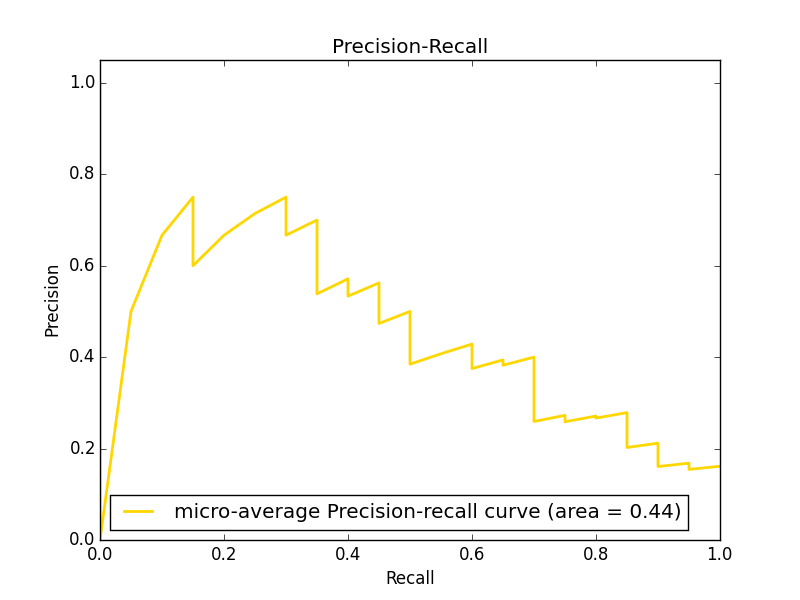 Precision-Recall
1.0
0.8
0.6
0.4
0.2
0.0
Precision
micro-average Precision-recall curve (area = 0.44)
0.0 0.2 0.4 0.6 0.8 1.0
Recall